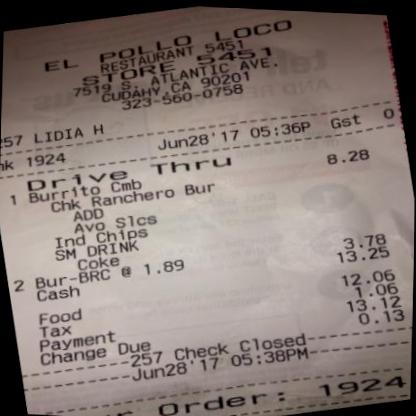 EL POLLO LOCO
RESTAURANT 5451
STORE 5451
7519 S. ATLANTIC AVE.
CUDAHY,CA 90201
323-560-0758
257 LIDIA H
hk 1924 Jun28'17 05:36P Gst 0
Drive Thru
1 Burrito Cmb 8.28
Chk Ranchero Bur
ADD
Avo Slcs
Ind Chips
SM DRINK
Coke
2 Bur-BRC @ 1.89 3.78
Cash 13.25
Food 12.06
Tax 1.06
Payment 13.12
Change Due 0.13
---------257 Check Closed---------
---------Jun28'17 05:38PM---------
Order: 1924